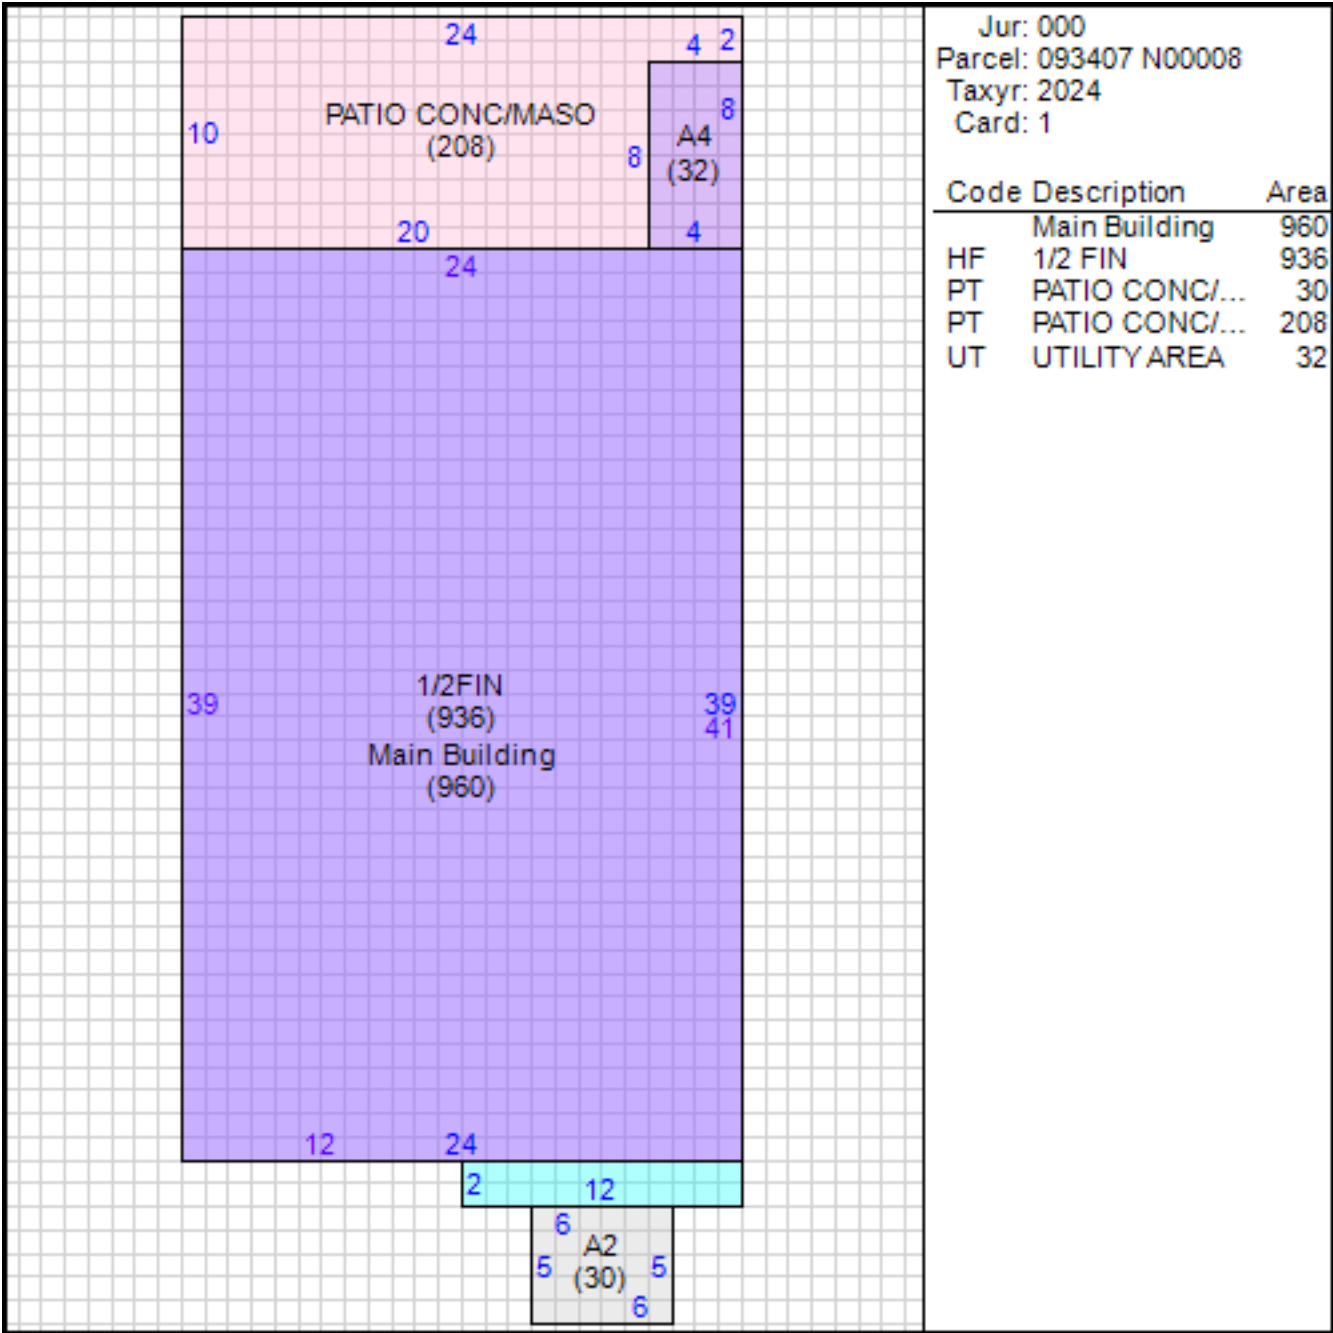 24
4 2
PATIO CONC/MASO
(208)
10
8
8
A4
(32)
20
4
24
39
1/2FIN
(936)
Main Building
(960)
39
41
12
24
2
12
6
A2
(30)
5
5
6
Jur: 000
Parcel: 093407 N00008
Taxyr: 2024
Card: 1
Code Description Area
Main Building 960
HF 1/2 FIN 936
PT PATIO CONC/... 30
PT PATIO CONC/... 208
UT UTILITY AREA 32